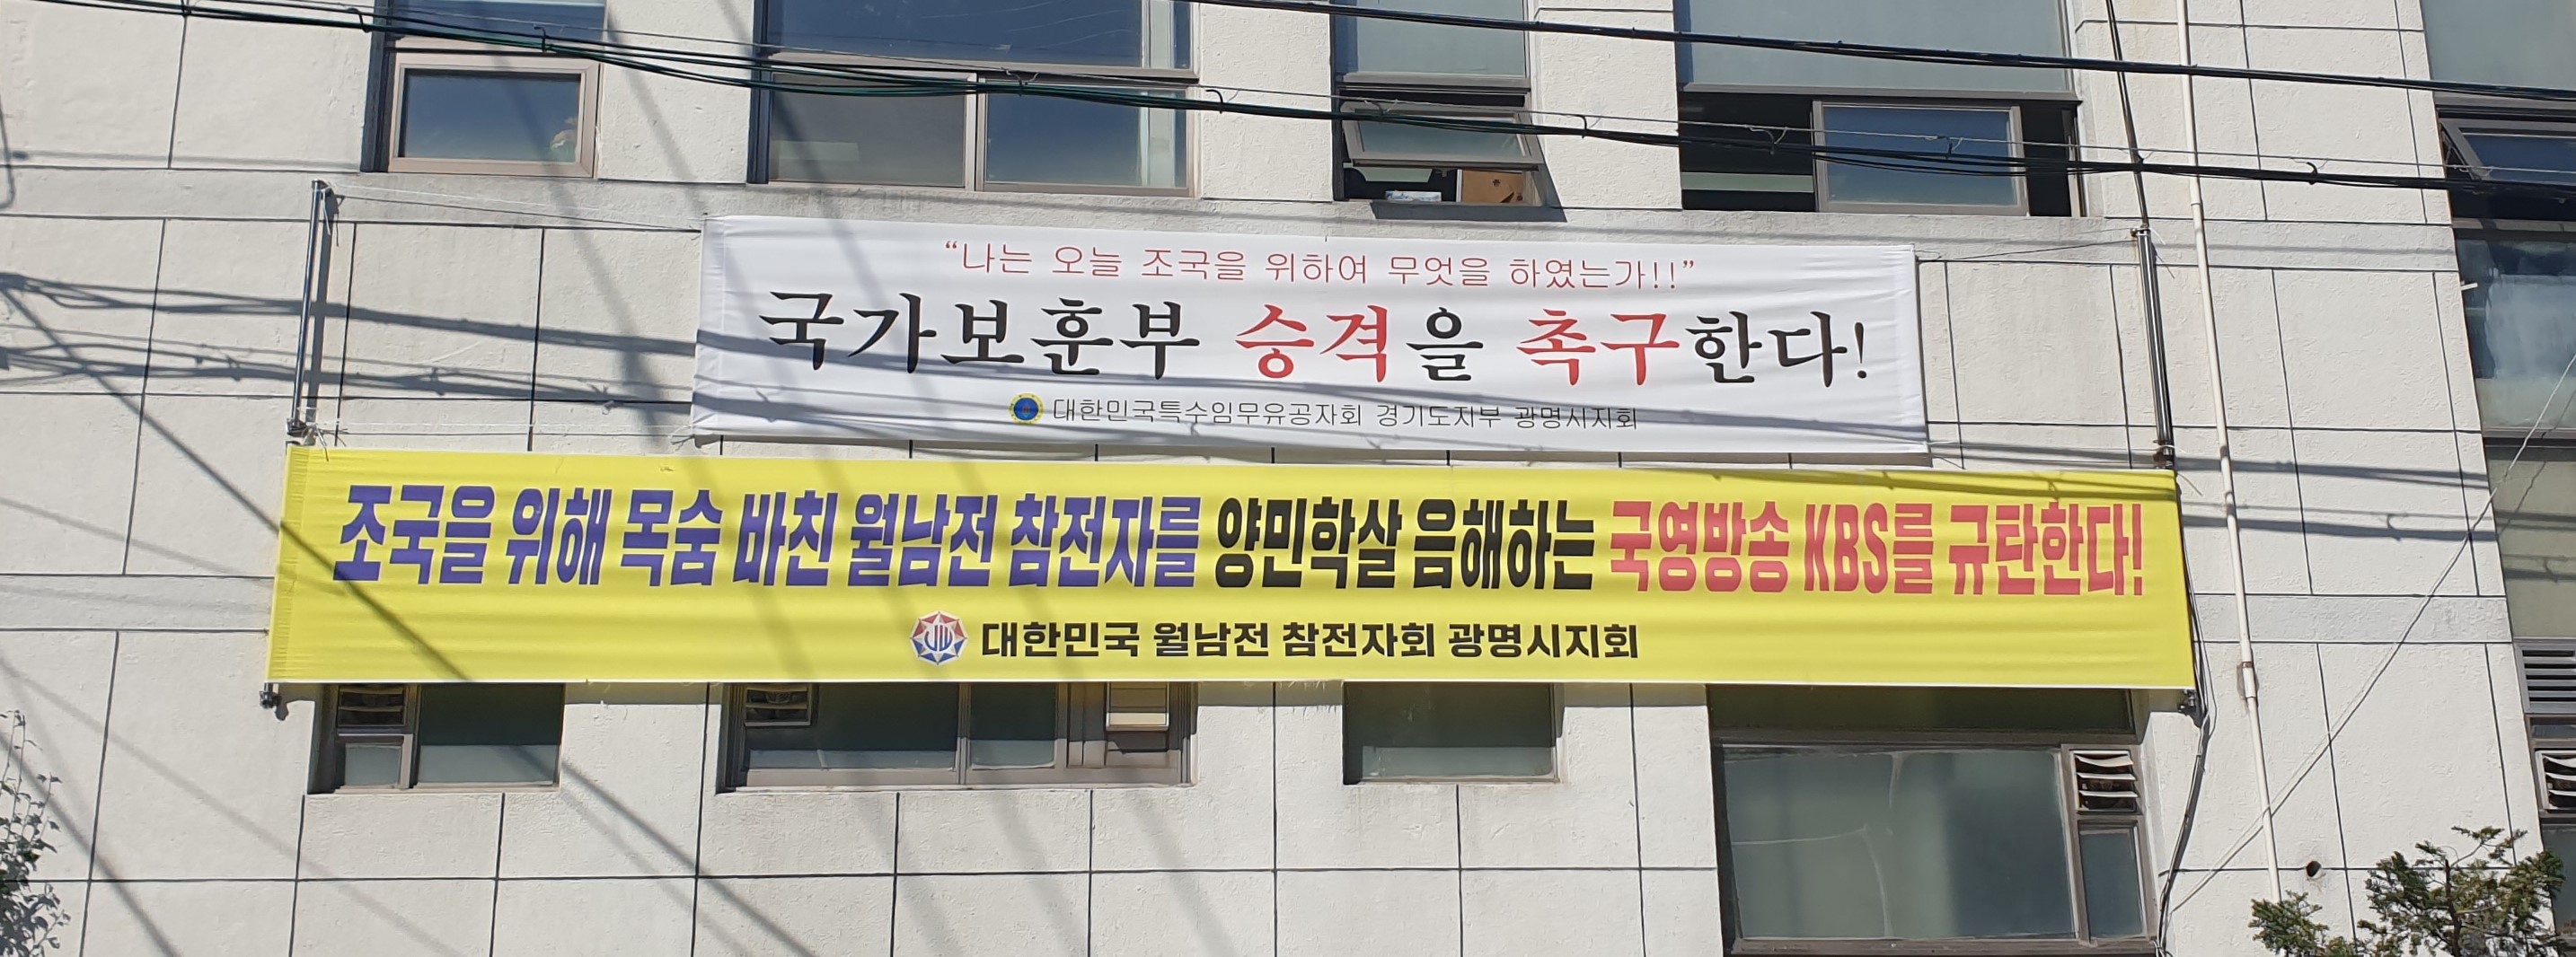 “나는 오늘 조국을 위하여 무엇을 하였는가!!”
국가보훈부 승격을 촉구한다!
대한민국특수임무유공자회 경기도지부 광명시지회
조국을 위해 목숨 바친 월남전 참전자를 양민학살 음해하는 국영방송 KBS를 규탄한다!
대한민국 월남전 참전자회 광명시지회